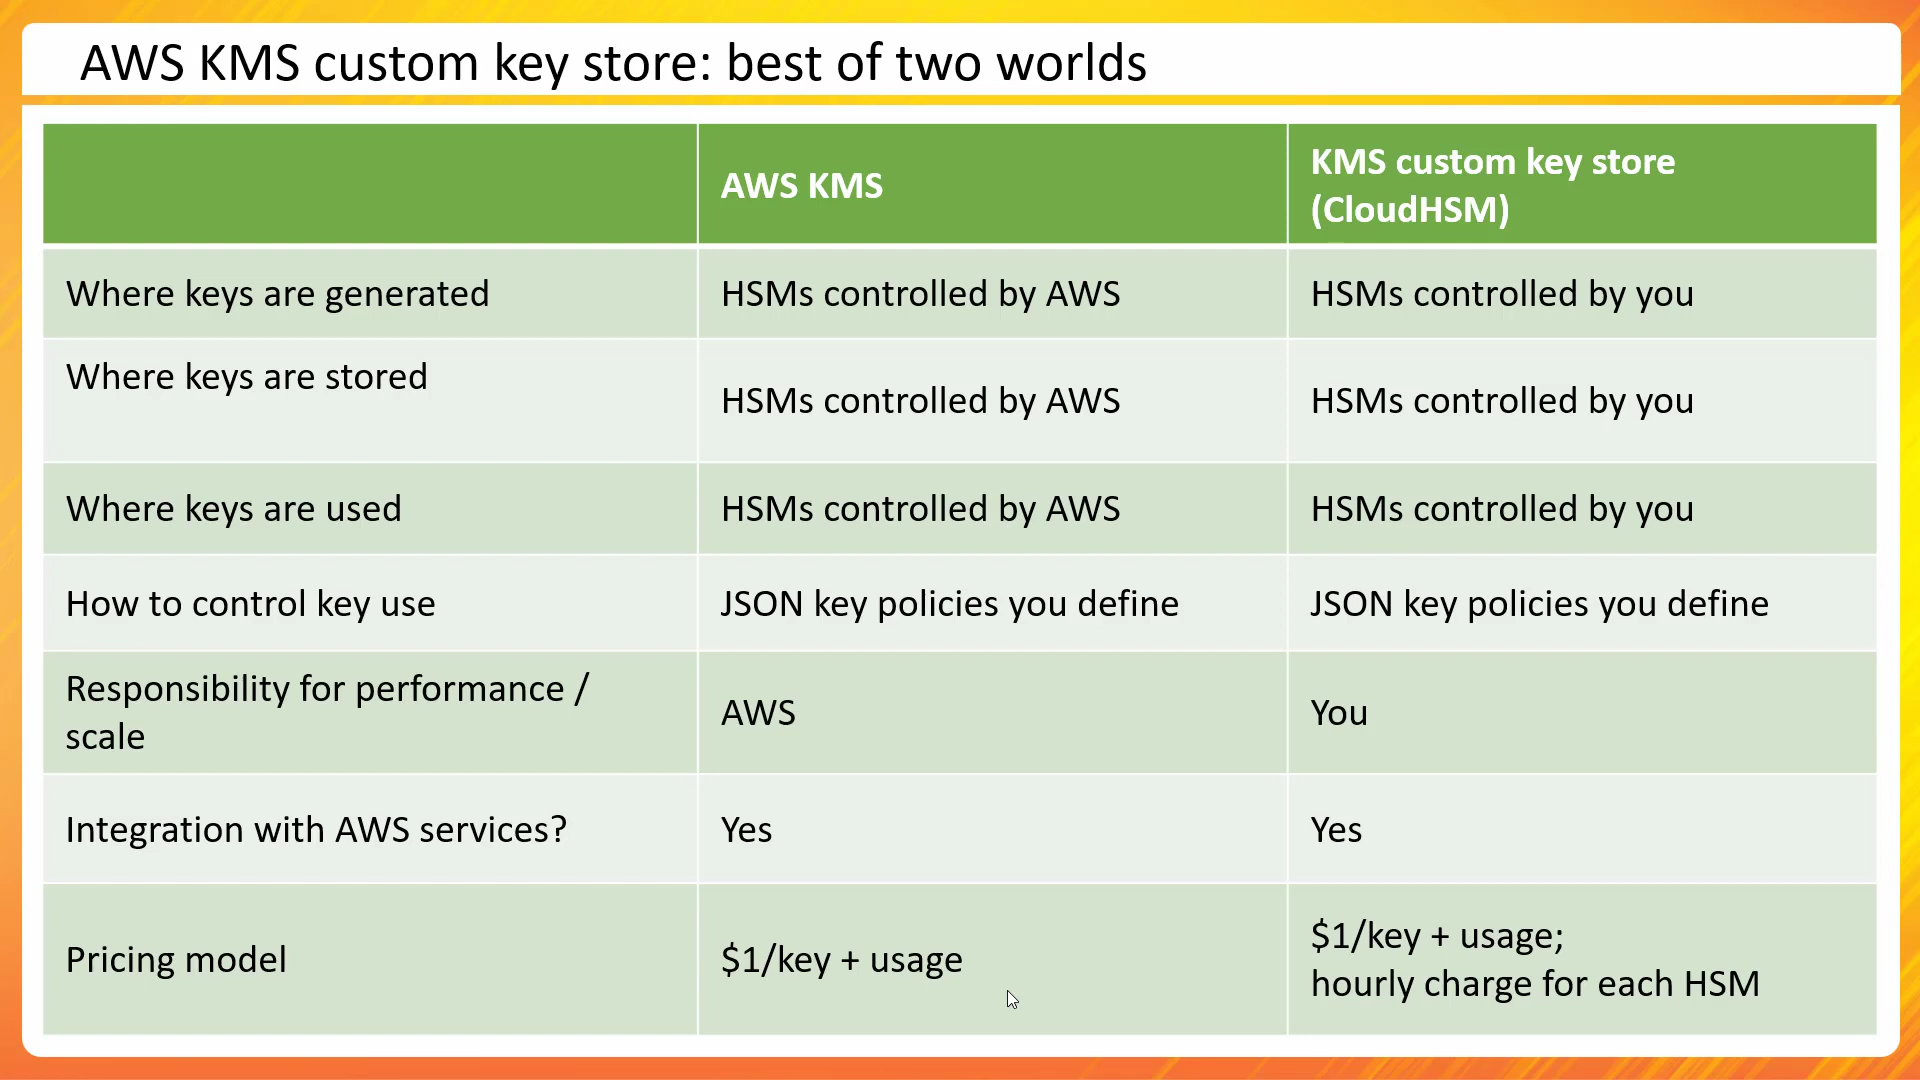 AWS KMS custom key store: best of two worlds
AWS KMS
KMS custom key store
(CloudHSM)
Where keys are generated
HSMs controlled by AWS
HSMs controlled by you
Where keys are stored
HSMs controlled by AWS
HSMs controlled by you
Where keys are used
HSMs controlled by AWS
HSMs controlled by you
How to control key use
JSON key policies you define
JSON key policies you define
Responsibility for performance /
scale
AWS
You
Integration with AWS services?
Yes
Yes
Pricing model
$1/key + usage
$1/key + usage;
hourly charge for each HSM